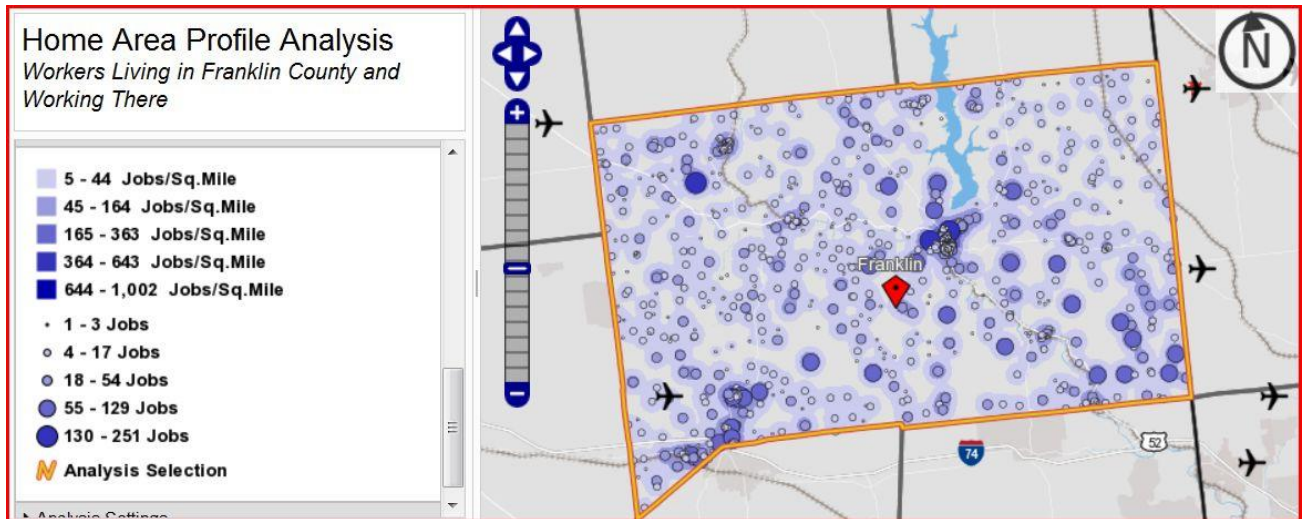 Home Area Profile Analysis
Workers Living in Franklin County and
Working There
5 - 44 Jobs/Sq.Mile
45 - 164 Jobs/Sq.Mile
165 - 363 Jobs/Sq.Mile
364 - 643 Jobs/Sq.Mile
644 - 1,002 Jobs/Sq.Mile
1 - 3 Jobs
4 - 17 Jobs
18 - 54 Jobs
55 - 129 Jobs
130 - 251 Jobs
Analysis Selection
Analysis Settings
N
Franklin
74
52